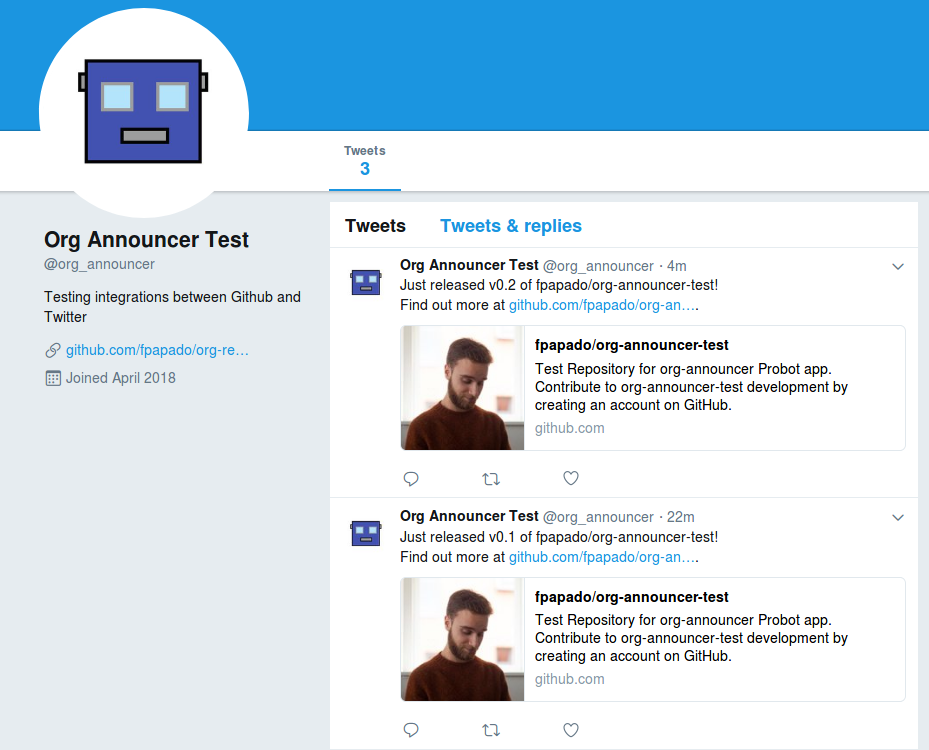 Tweets
3
Org Announcer Test
@org_announcer
Testing integrations between Github and
Twitter
github.com/fpapado/org-re…
Joined April 2018
Tweets Tweets & replies
Org Announcer Test @org_announcer · 4m
Just released v0.2 of fpapado/org-announcer-test!
Find out more at github.com/fpapado/org-an….
fpapado/org-announcer-test
Test Repository for org-announcer Probot app.
Contribute to org-announcer-test development by
creating an account on GitHub.
github.com
Org Announcer Test @org_announcer · 22m
Just released v0.1 of fpapado/org-announcer-test!
Find out more at github.com/fpapado/org-an….
fpapado/org-announcer-test
Test Repository for org-announcer Probot app.
Contribute to org-announcer-test development by
creating an account on GitHub.
github.com